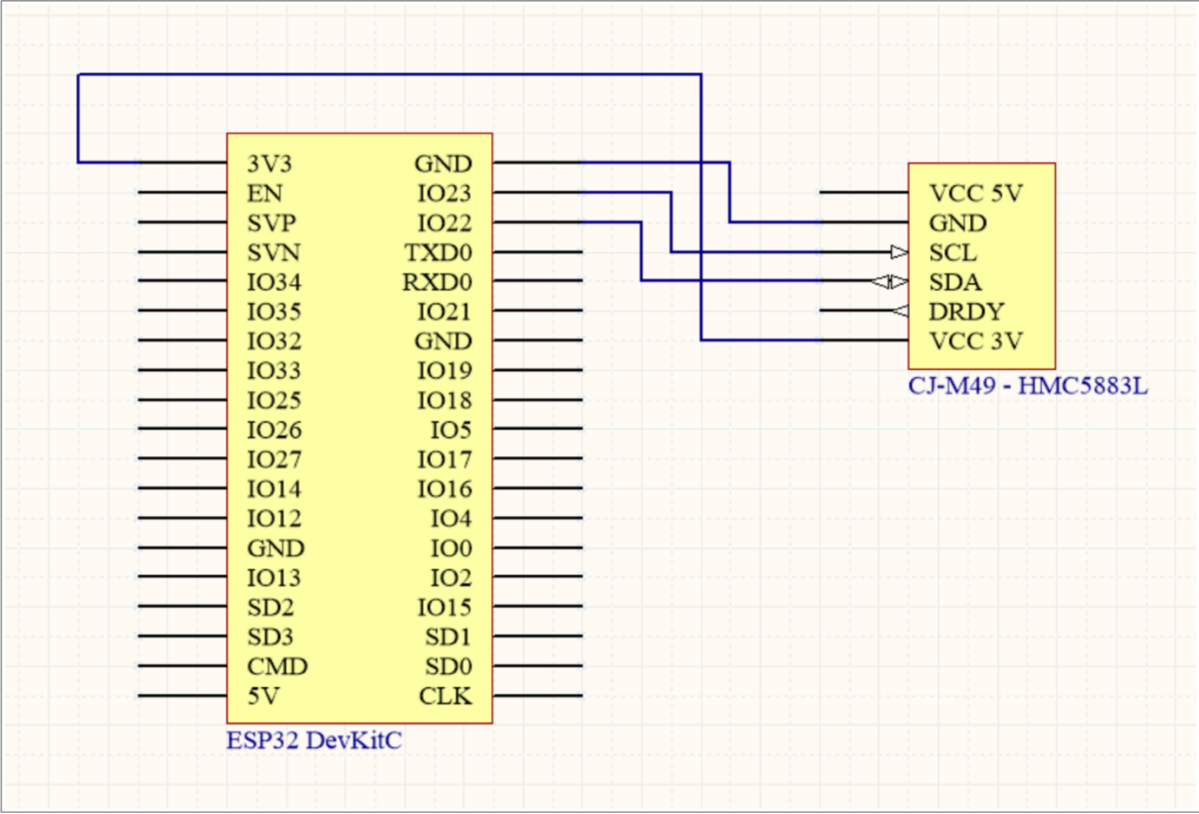 3V3 GND
EN IO23
SVP IO22
SVN TXD0
IO34 RXD0
IO35 IO21
IO32 GND
IO33 IO19
IO25 IO18
IO26 IO5
IO27 IO17
IO14 IO16
IO12 IO4
GND IO0
IO13 IO2
SD2 IO15
SD3 SD1
CMD SD0
5V CLK
ESP32 DevKitC
VCC 5V
GND
SCL
SDA
DRDY
VCC 3V
CJ-M49 - HMC5883L